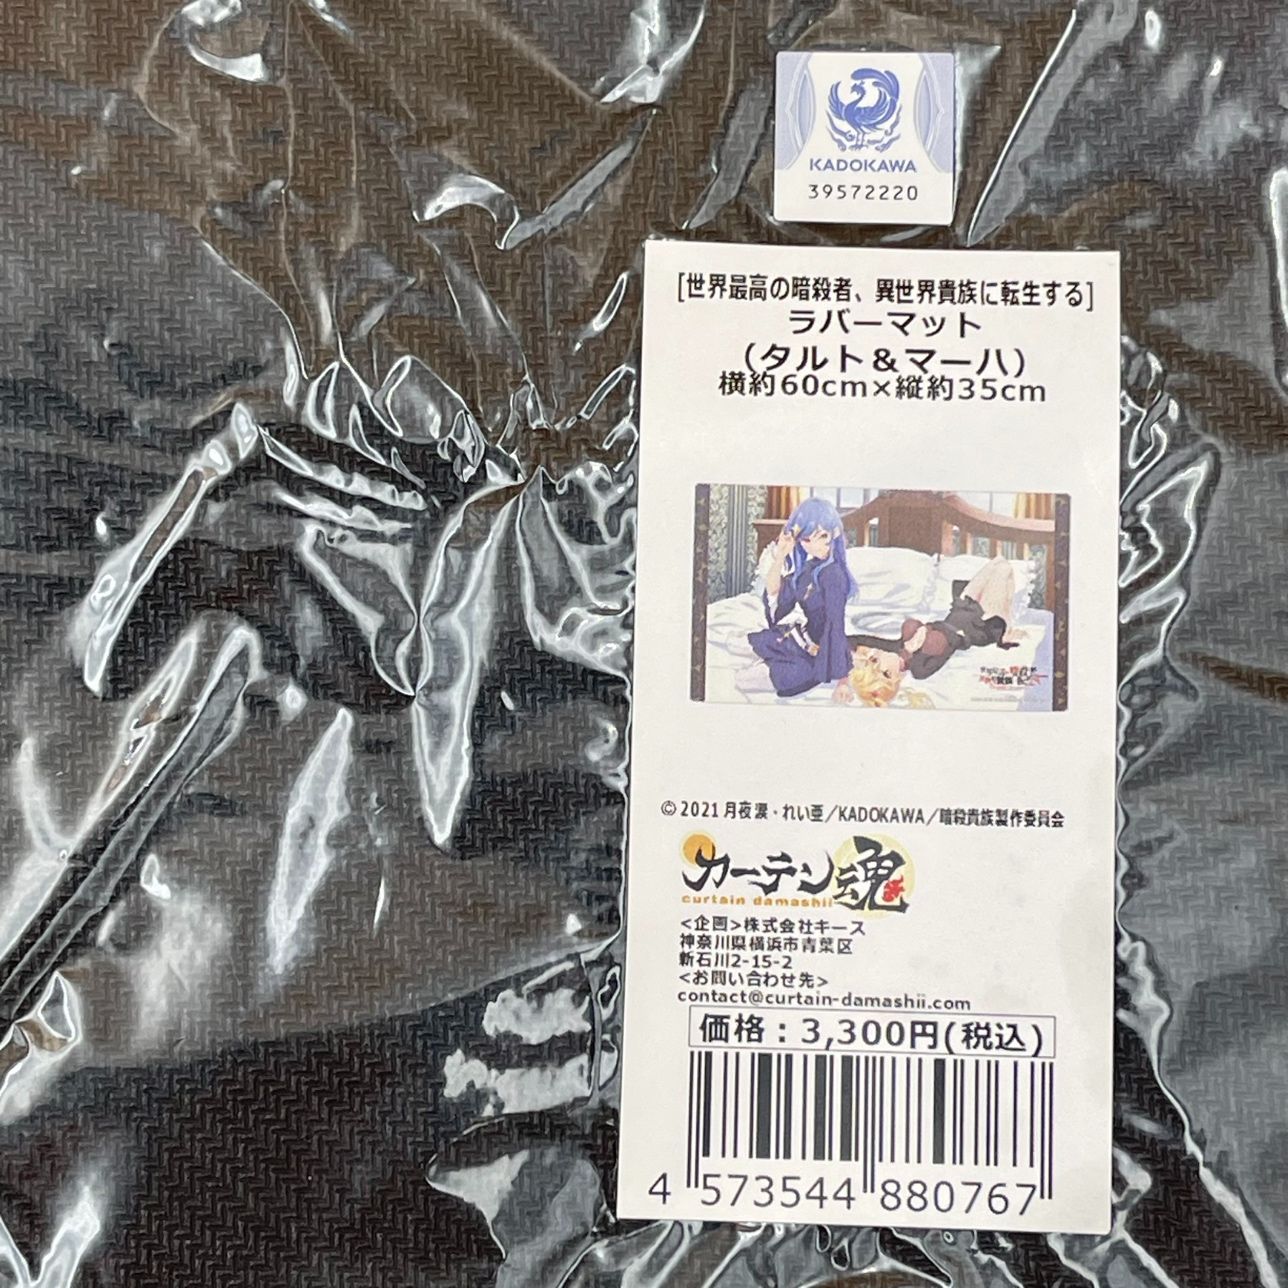 KADOKAWA
39572220
[世界最高の暗殺者、異世界貴族に転生する]
ラバーマット
(タルト&マーハ)
横約60cm×縦約35cm
©2021 月夜 涙・れい亜/KADOKAWA/暗殺貴族製作委員会
カーテン魂
curtain damashii
<企画>株式会社キース
神奈川県横浜市青葉区
新石川2-15-2
<お問い合わせ先>
contact@curtain-damashii.com
価格:3,300円(税込)
4 573544 880767